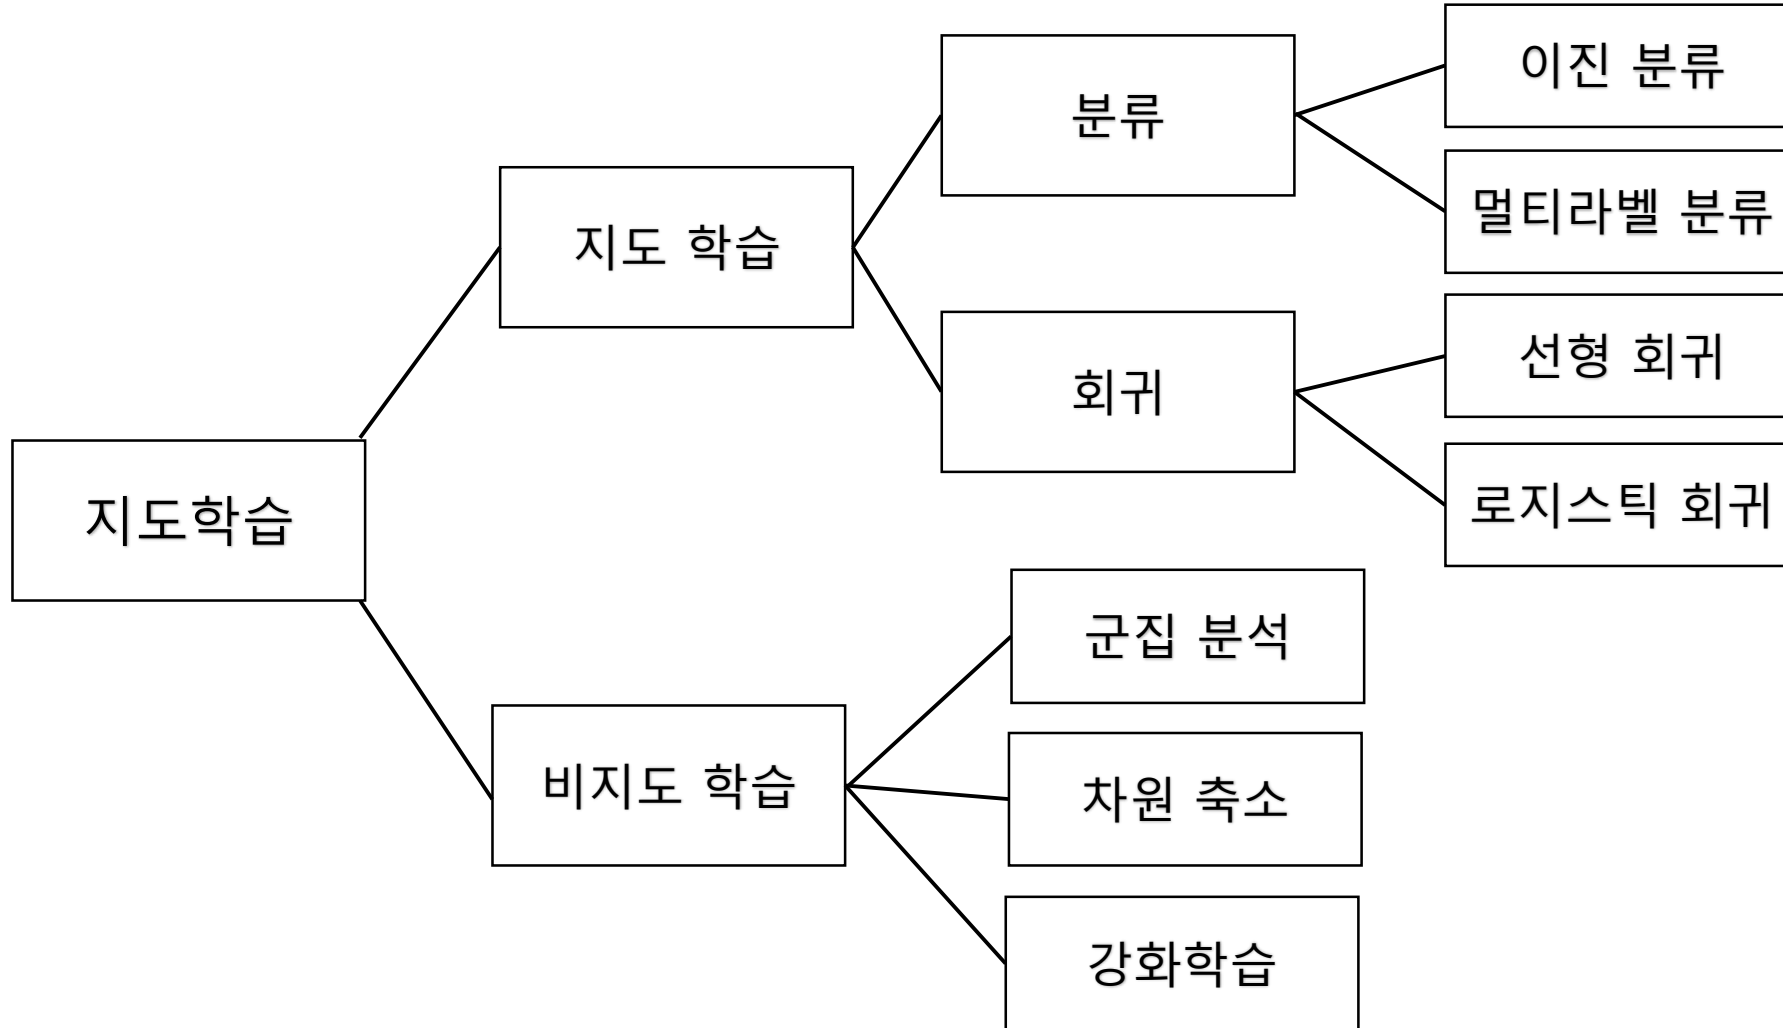 이진 분류
분류
멀티라벨 분류
지도 학습
선형 회귀
회귀
로지스틱 회귀
지도학습
군집 분석
비지도 학습
차원 축소
강화학습